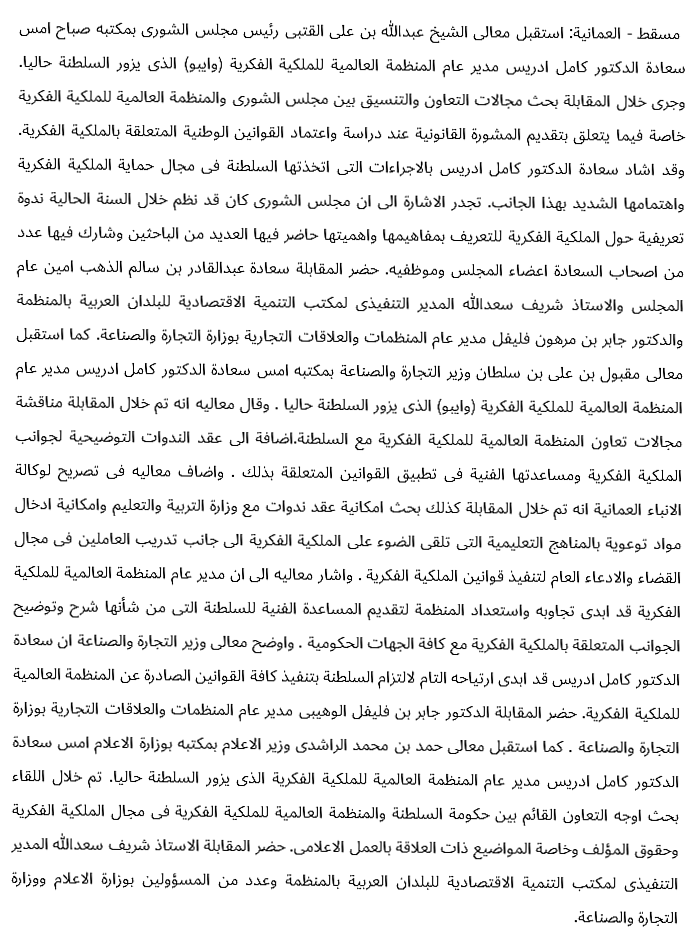 مسقط - العمانية: استقبل معالى الشيخ عبدالله بن على القتبى رئيس مجلس الشورى بمكتبه صباح امس
سعادة الدكتور كامل ادريس مدير عام المنظمة العالمية للملكية الفكرية (وايبو) الذى يزور السلطنة حاليا.
وجرى خلال المقابلة بحث مجالات التعاون والتنسيق بين مجلس الشورى والمنظمة العالمية للملكية الفكرية
خاصة فيما يتعلق بتقديم المشورة القانونية عند دراسة واعتماد القوانين الوطنية المتعلقة بالملكية الفكرية.
وقد اشاد سعادة الدكتور كامل ادريس بالاجراءات التى اتخذتها السلطنة فى مجال حماية الملكية الفكرية
واهتمامها الشديد بهذا الجانب. تجدر الاشارة الى ان مجلس الشورى كان قد نظم خلال السنة الحالية ندوة
تعريفية حول الملكية الفكرية للتعريف بمفاهيمها واهميتها حاضر فيها العديد من الباحثين وشارك فيها عدد
من اصحاب السعادة اعضاء المجلس وموظفيه. حضر المقابلة سعادة عبدالقادر بن سالم الذهب امين عام
المجلس والاستاذ شريف سعدالله المدير التنفيذى لمكتب التنمية الاقتصادية للبلدان العربية بالمنظمة
والدكتور جابر بن مرهون فليفل مدير عام المنظمات والعلاقات التجارية بوزارة التجارة والصناعة. كما استقبل
معالى مقبول بن على بن سلطان وزير التجارة والصناعة بمكتبه امس سعادة الدكتور كامل ادريس مدير عام
المنظمة العالمية للملكية الفكرية (وايبو) الذى يزور السلطنة حاليا . وقال معاليه انه تم خلال المقابلة مناقشة
مجالات تعاون المنظمة العالمية للملكية الفكرية مع السلطنة.اضافة الى عقد الندوات التوضيحية لجوانب
الملكية الفكرية ومساعدتها الفنية فى تطبيق القوانين المتعلقة بذلك . واضاف معاليه فى تصريح لوكالة
الانباء العمانية انه تم خلال المقابلة كذلك بحث امكانية عقد ندوات مع وزارة التربية والتعليم وامكانية ادخال
مواد توعوية بالمناهج التعليمية التى تلقى الضوء على الملكية الفكرية الى جانب تدريب العاملين فى مجال
القضاء والادعاء العام لتنفيذ قوانين الملكية الفكرية . واشار معاليه الى ان مدير عام المنظمة العالمية للملكية
الفكرية قد ابدى تجاوبه واستعداد المنظمة لتقديم المساعدة الفنية للسلطنة التى من شأنها شرح وتوضيح
الجوانب المتعلقة بالملكية الفكرية مع كافة الجهات الحكومية . واوضح معالى وزير التجارة والصناعة ان سعادة
الدكتور كامل ادريس قد ابدى ارتياحه التام لالتزام السلطنة بتنفيذ كافة القوانين الصادرة عن المنظمة العالمية
للملكية الفكرية. حضر المقابلة الدكتور جابر بن فليفل الوهيبى مدير عام المنظمات والعلاقات التجارية بوزارة
التجارة والصناعة . كما استقبل معالى حمد بن محمد الراشدى وزير الاعلام بمكتبه بوزارة الاعلام امس سعادة
الدكتور كامل ادريس مدير عام المنظمة العالمية للملكية الفكرية الذى يزور السلطنة حاليا. تم خلال اللقاء
بحث اوجه التعاون القائم بين حكومة السلطنة والمنظمة العالمية للملكية الفكرية فى مجال الملكية الفكرية
وحقوق المؤلف وخاصة المواضيع ذات العلاقة بالعمل الاعلامى. حضر المقابلة الاستاذ شريف سعدالله المدير
التنفيذى لمكتب التنمية الاقتصادية للبلدان العربية بالمنظمة وعدد من المسؤولين بوزارة الاعلام ووزارة
التجارة والصناعة.